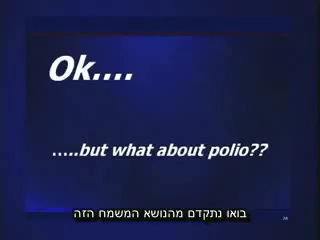 Ok....
.....but what about polio??
בואו נתקדם מהנושא המשמח הזה